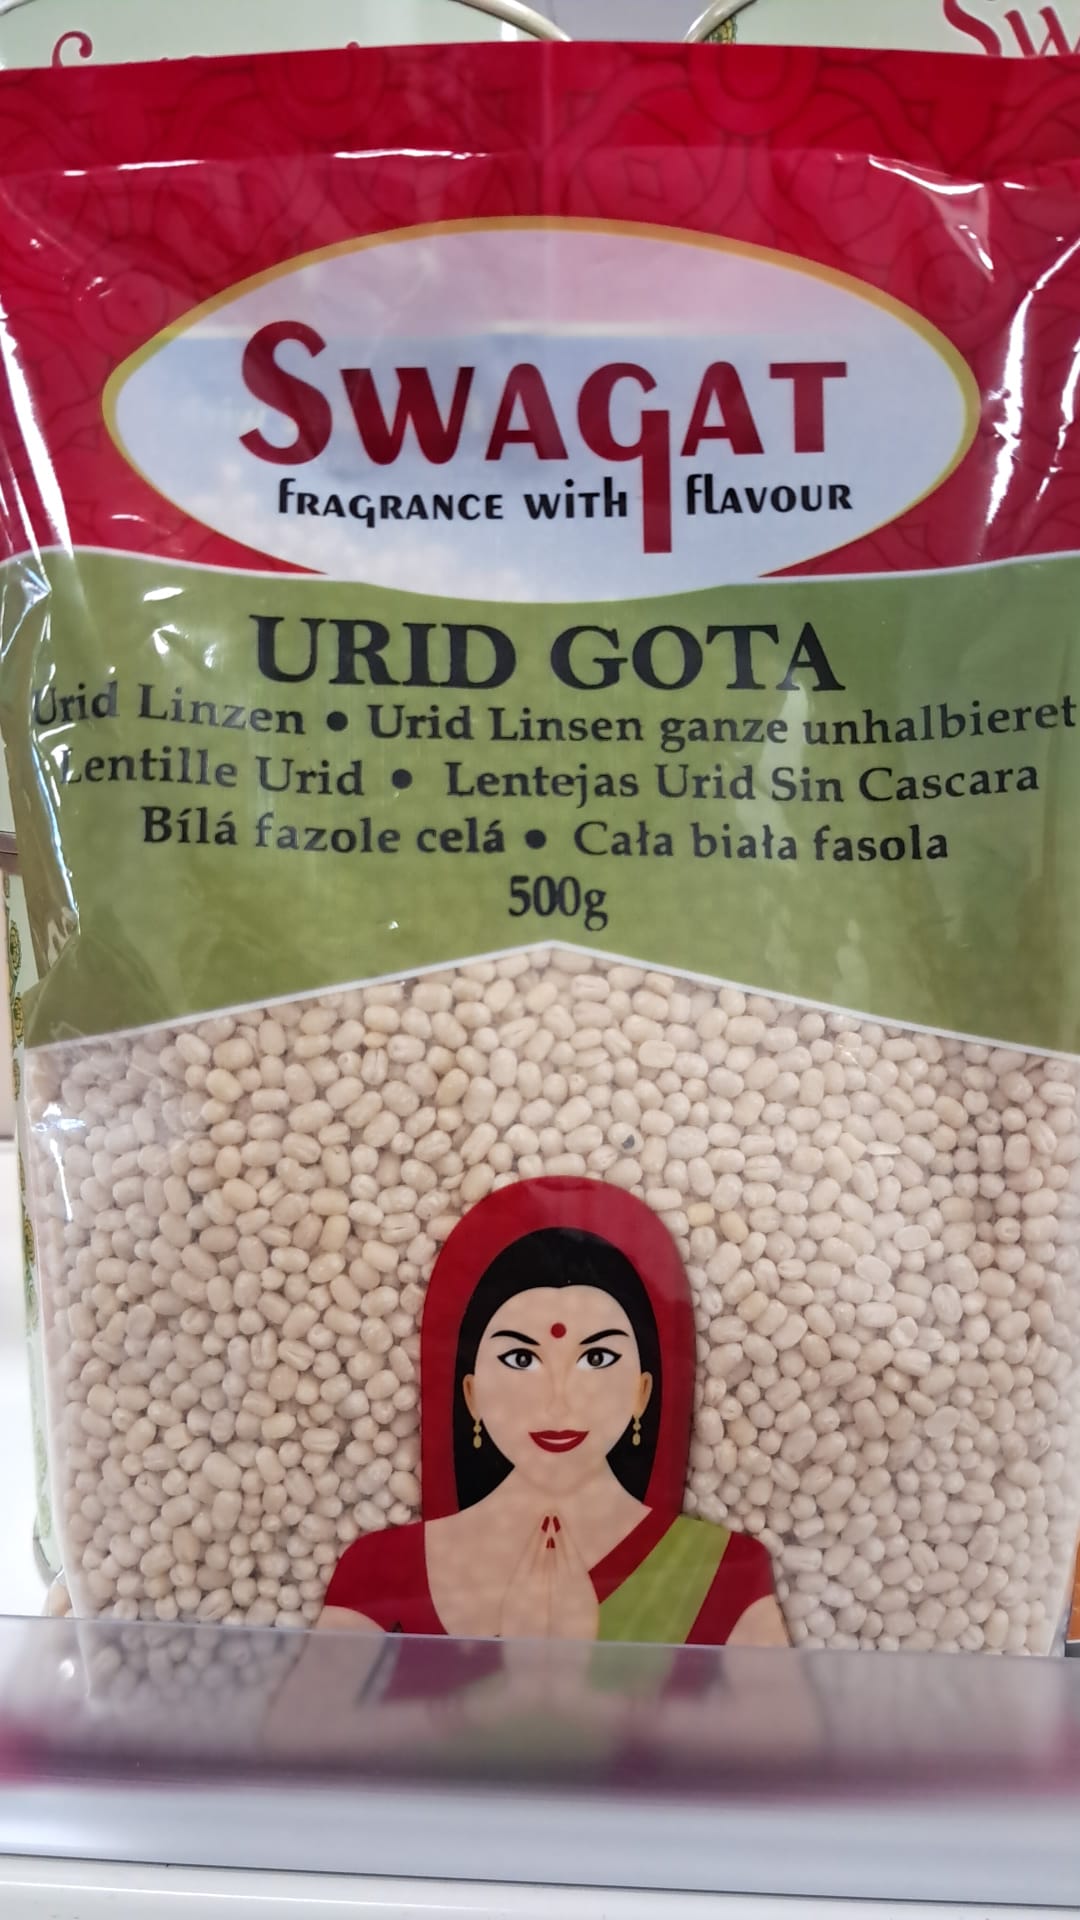 Sw
SWAGAT
FRAGRANCE WITH FLAVOUR
URID GOTA
Urid Linzen • Urid Linsen ganze unhalbieret
Lentille Urid • Lentejas Urid Sin Cascara
Bílá fazole celá • Cała biała fasola
500g